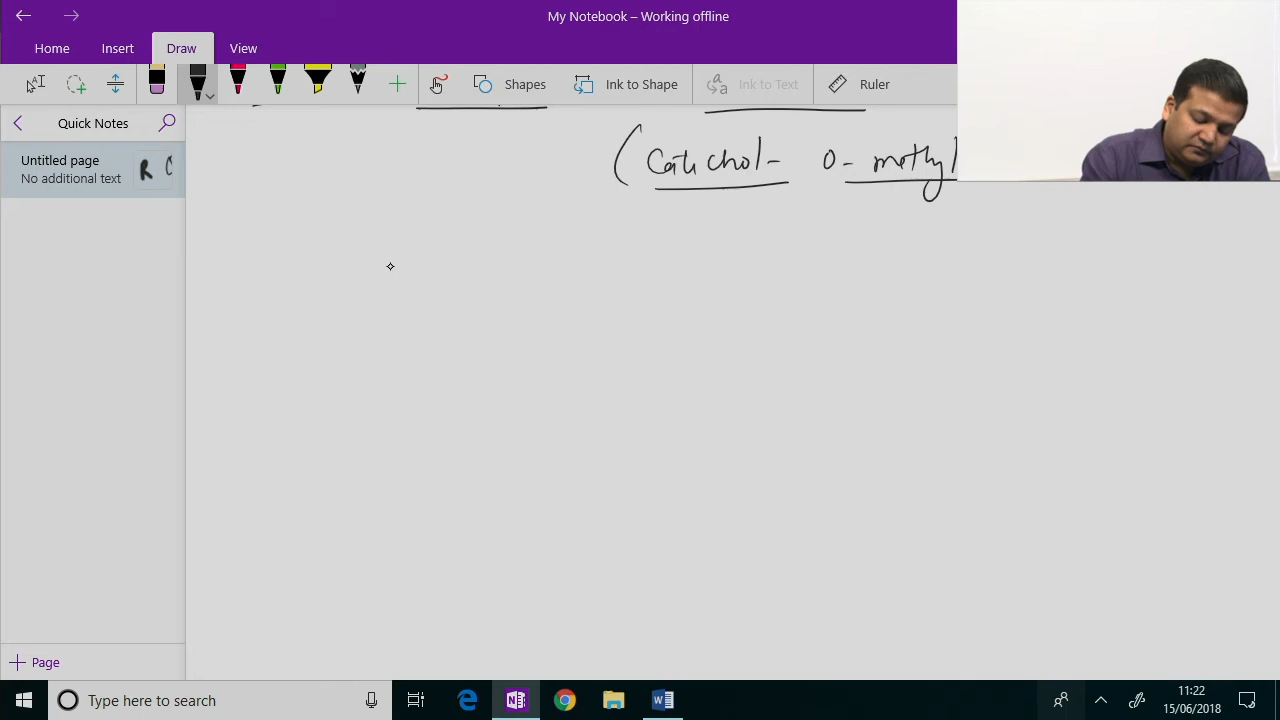 My Notebook – Working offline
Home Insert Draw View
Shapes Ink to Shape Ink to Text Ruler
Quick Notes
(Catechol- O- methyl
Untitled page
No additional text R C
+ Page
Type here to search
11:22
15/06/2018